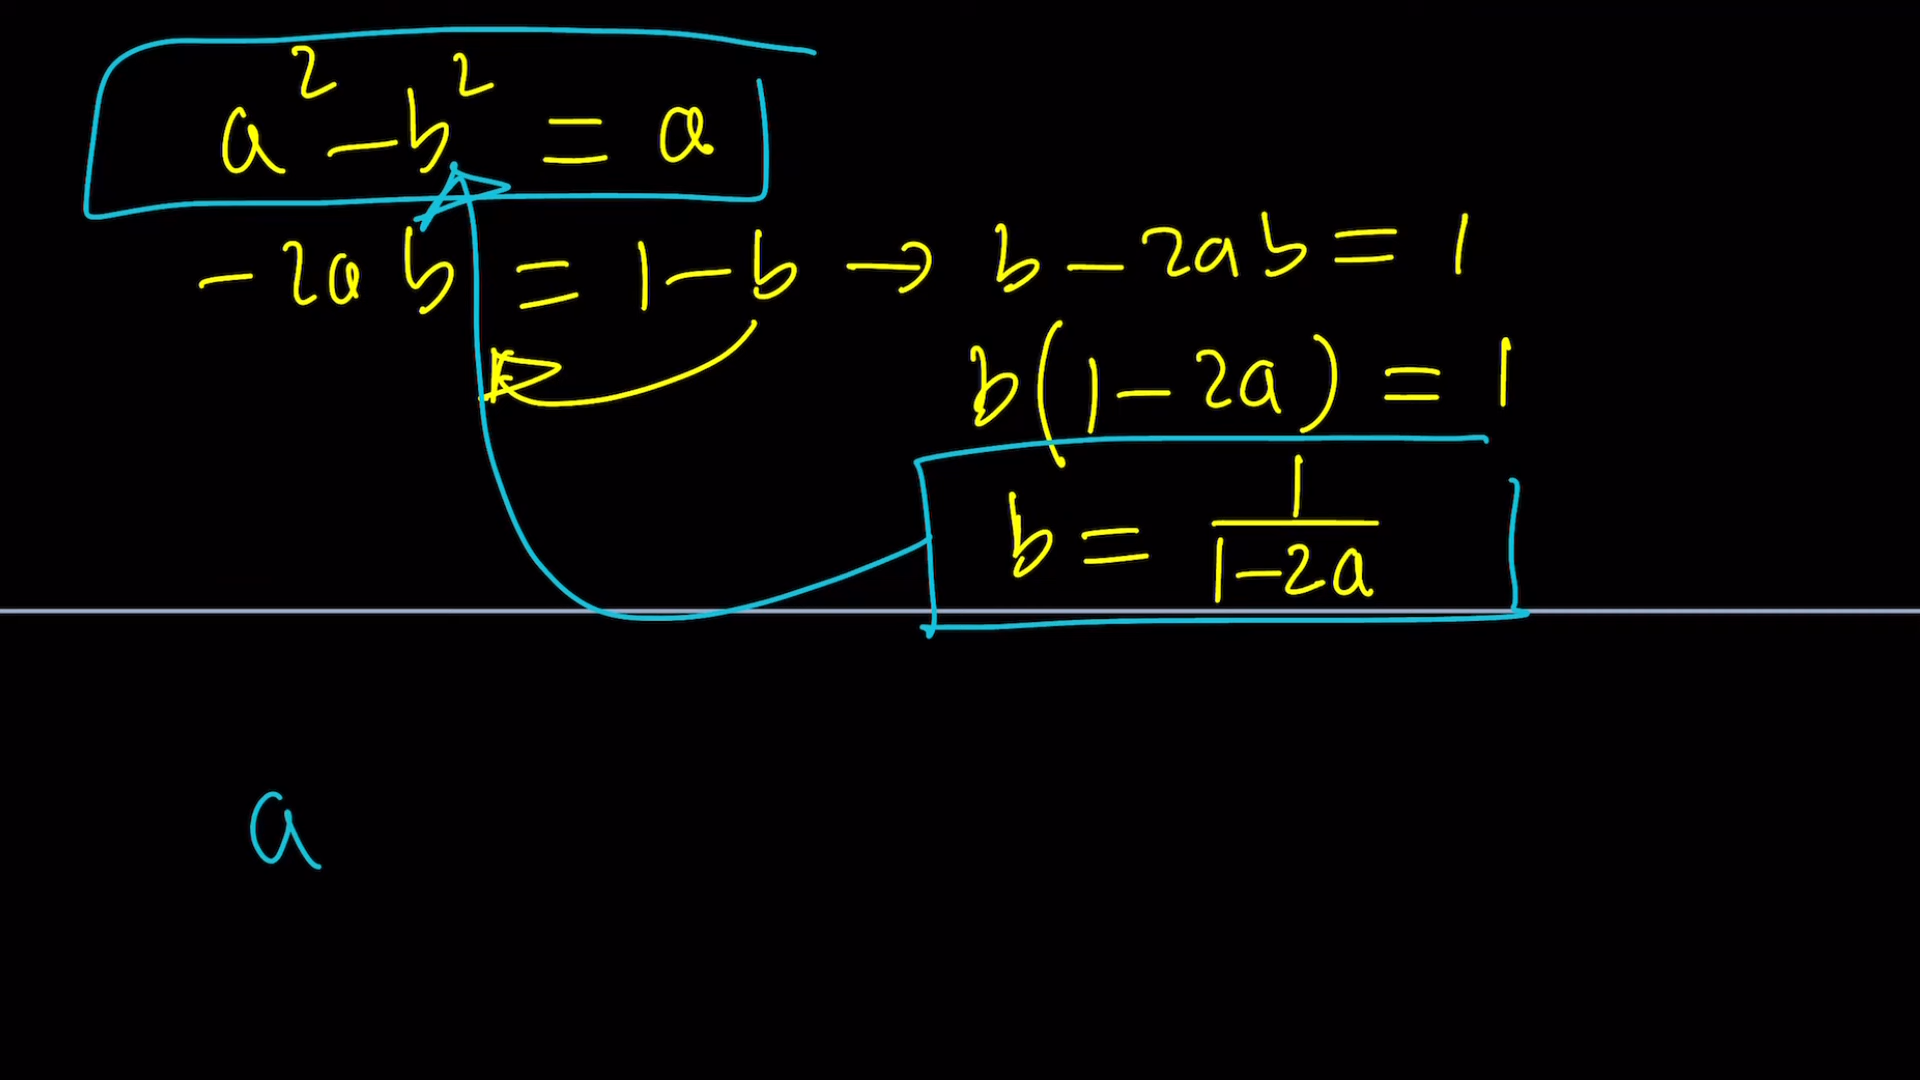 a² - b² = a
-2ab = 1 - b → b - 2ab = 1
b(1 - 2a) = 1
b = 1/(1-2a)
a